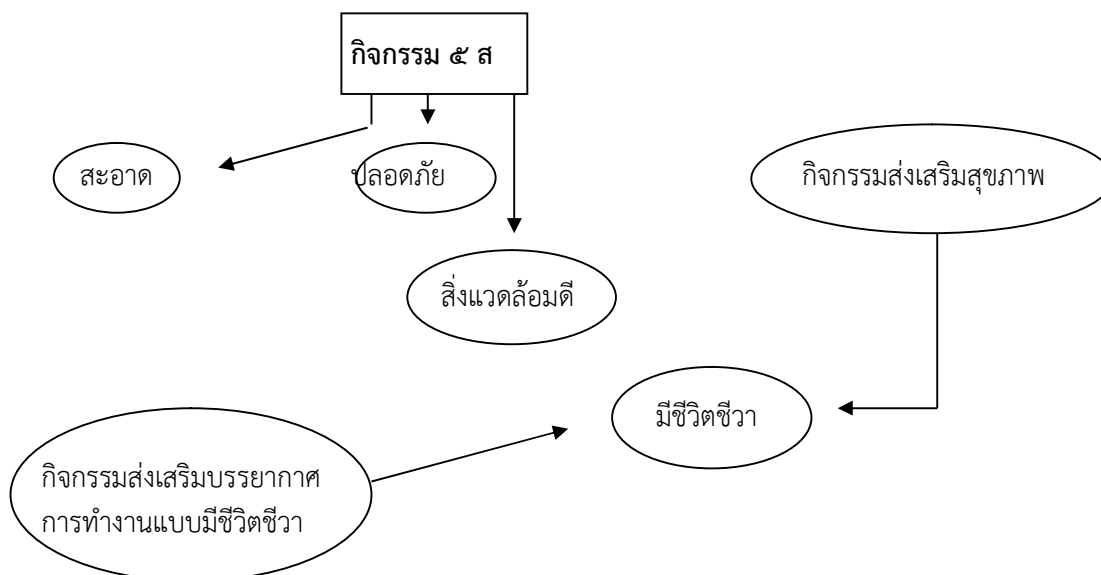 กิจกรรม ๕ ส
สะอาด
ปลอดภัย
กิจกรรมส่งเสริมสุขภาพ
สิ่งแวดล้อมดี
มีชีวิตชีวา
กิจกรรมส่งเสริมบรรยากาศ
การทำงานแบบมีชีวิตชีวา